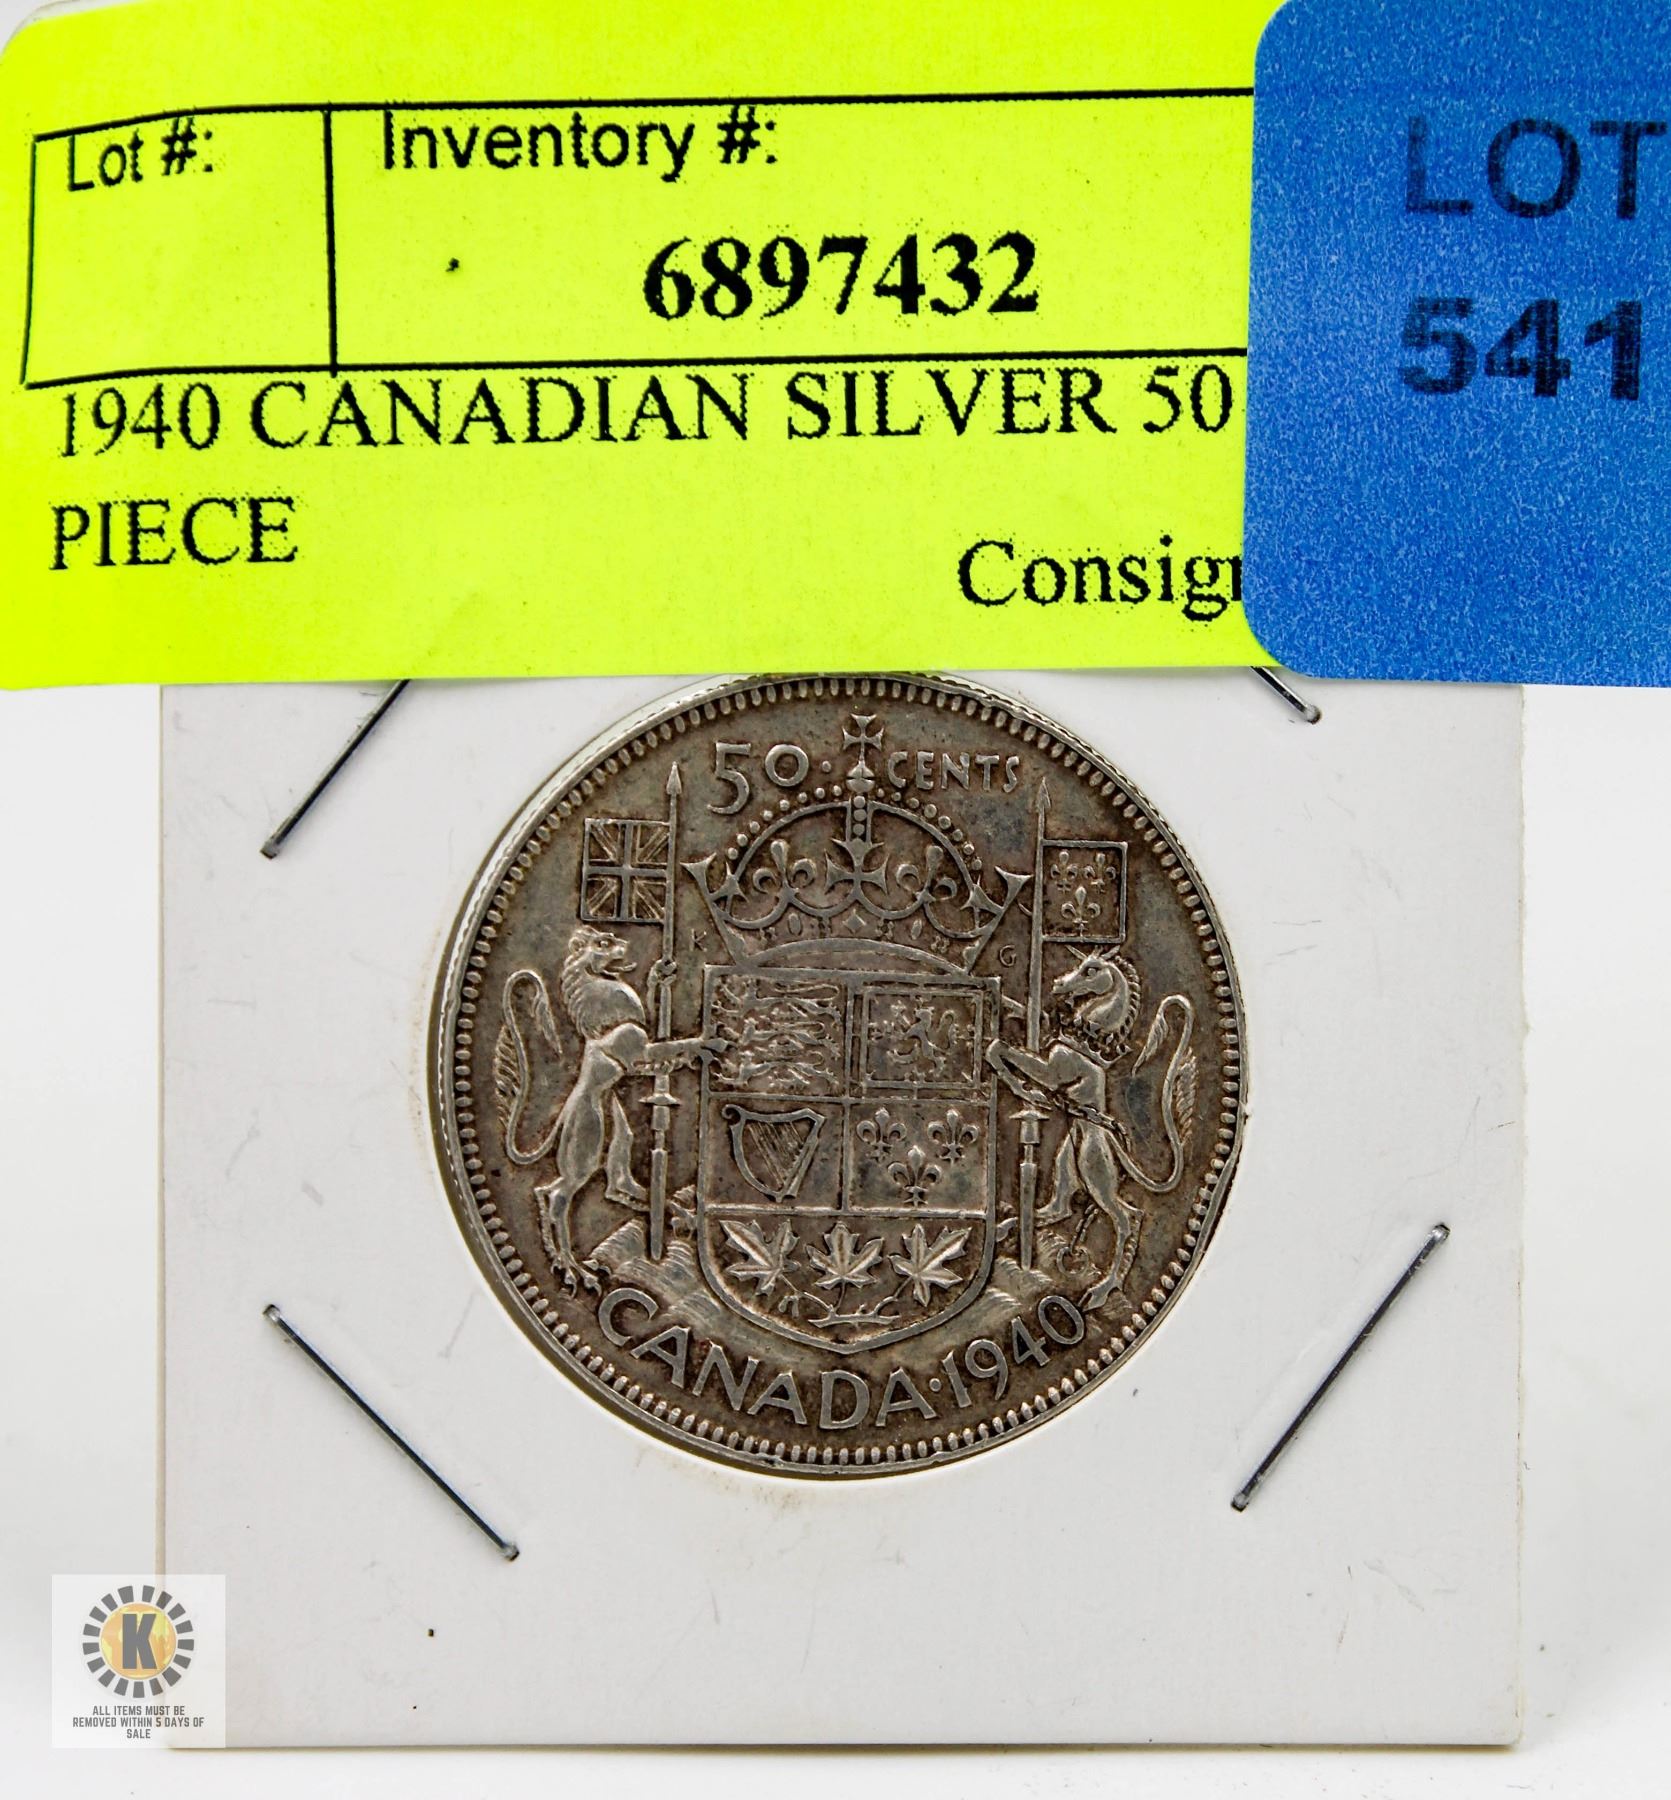 Lot #: Inventory #:
LOT
6897432
541
1940 CANADIAN SILVER 50
PIECE
50 · CENTS
K G
CANADA · 1940
K
ALL ITEMS MUST BE
REMOVED WITHIN 5 DAYS OF
SALE